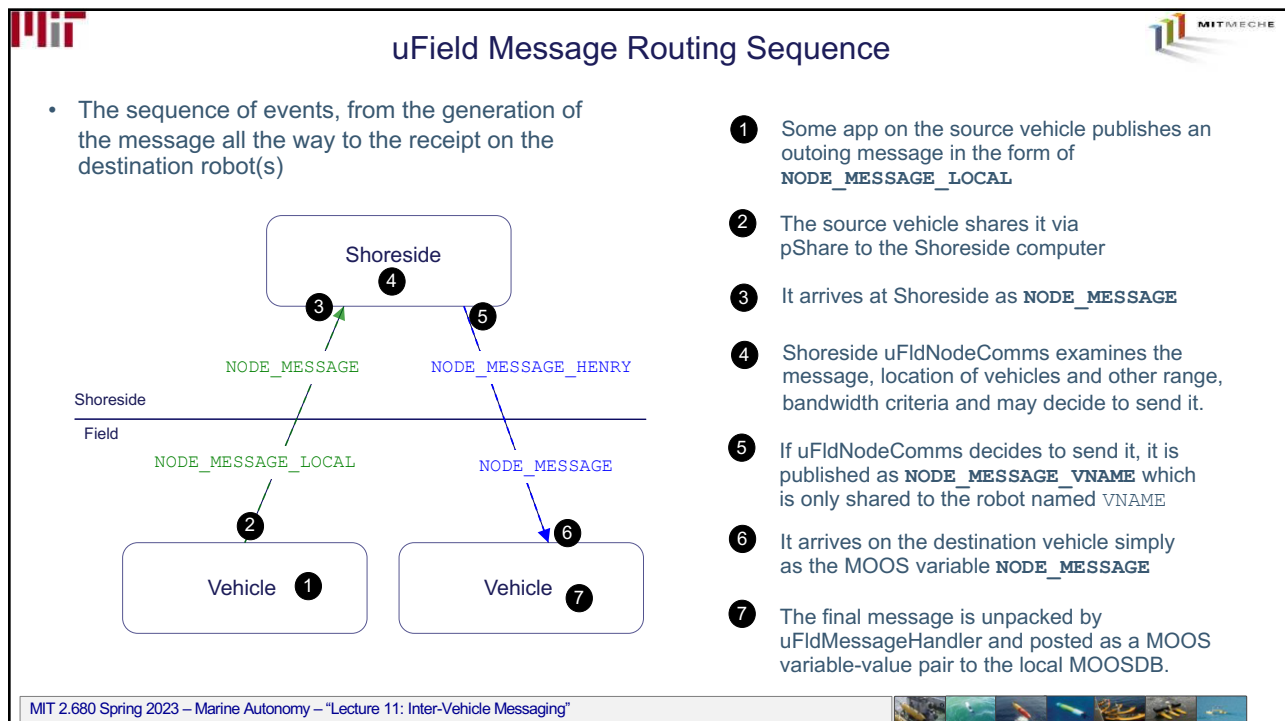 MIT
MITMECHE
uField Message Routing Sequence
• The sequence of events, from the generation of
the message all the way to the receipt on the
destination robot(s)
Shoreside
4
3
5
NODE_MESSAGE
NODE_MESSAGE_HENRY
Shoreside
Field
NODE_MESSAGE_LOCAL
NODE_MESSAGE
2
6
Vehicle 1
Vehicle 7
1 Some app on the source vehicle publishes an
outoing message in the form of
NODE_MESSAGE_LOCAL
2 The source vehicle shares it via
pShare to the Shoreside computer
3 It arrives at Shoreside as NODE_MESSAGE
4 Shoreside uFldNodeComms examines the
message, location of vehicles and other range,
bandwidth criteria and may decide to send it.
5 If uFldNodeComms decides to send it, it is
published as NODE_MESSAGE_VNAME which
is only shared to the robot named VNAME
6 It arrives on the destination vehicle simply
as the MOOS variable NODE_MESSAGE
7 The final message is unpacked by
uFldMessageHandler and posted as a MOOS
variable-value pair to the local MOOSDB.
MIT 2.680 Spring 2023 – Marine Autonomy – “Lecture 11: Inter-Vehicle Messaging”